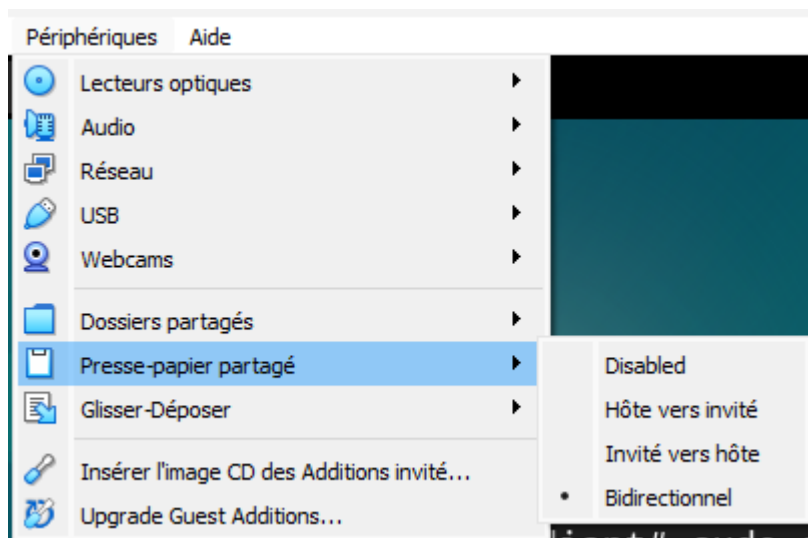 Périphériques Aide
Lecteurs optiques
Audio
Réseau
USB
Webcams
Dossiers partagés
Presse-papier partagé
Glisser-Déposer
Insérer l'image CD des Additions invité...
Upgrade Guest Additions...
Disabled
Hôte vers invité
Invité vers hôte
Bidirectionnel